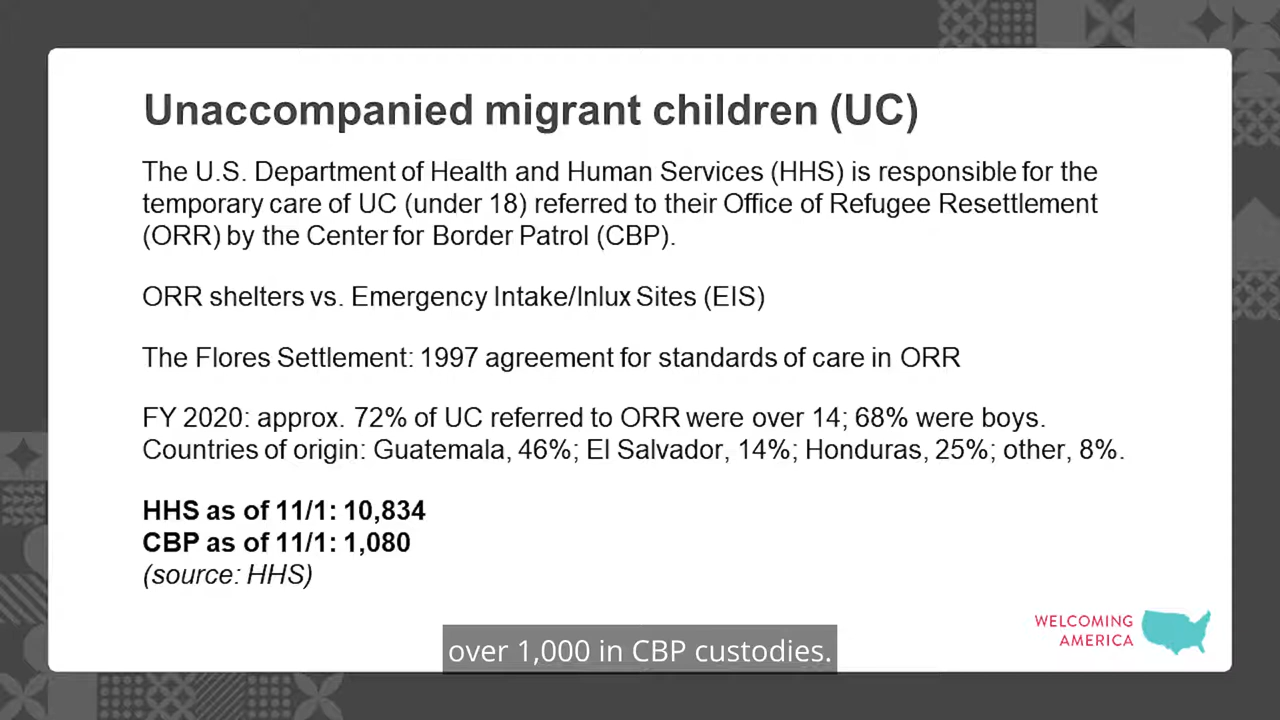 Unaccompanied migrant children (UC)
The U.S. Department of Health and Human Services (HHS) is responsible for the
temporary care of UC (under 18) referred to their Office of Refugee Resettlement
(ORR) by the Center for Border Patrol (CBP).
ORR shelters vs. Emergency Intake/Inlux Sites (EIS)
The Flores Settlement: 1997 agreement for standards of care in ORR
FY 2020: approx. 72% of UC referred to ORR were over 14; 68% were boys.
Countries of origin: Guatemala, 46%; El Salvador, 14%; Honduras, 25%; other, 8%.
HHS as of 11/1: 10,834
CBP as of 11/1: 1,080
(source: HHS)
WELCOMING
AMERICA
over 1,000 in CBP custodies.